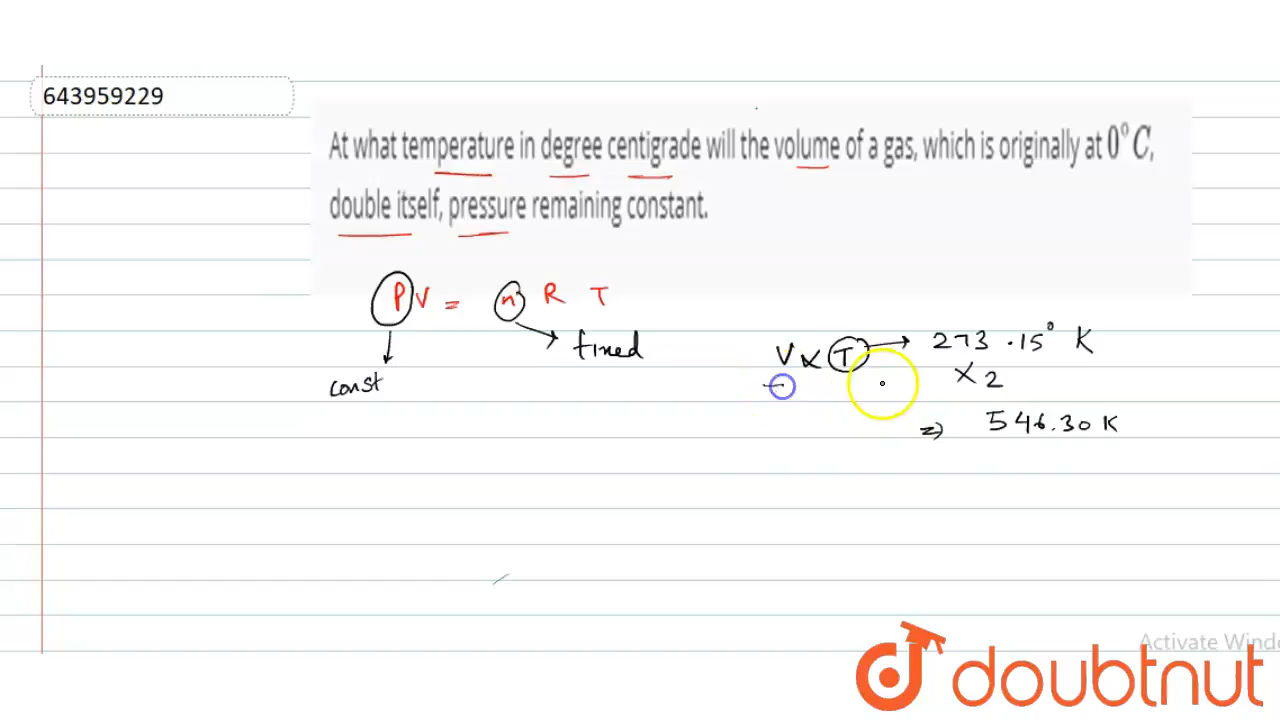 643959229
At what temperature in degree centigrade will the volume of a gas, which is originally at 0° C,
double itself, pressure remaining constant.
PV = n R T
const
fixed
V ∝ T → 273.15° K
× 2
⇒ 546.30 K
Activate Windo
doubtnut